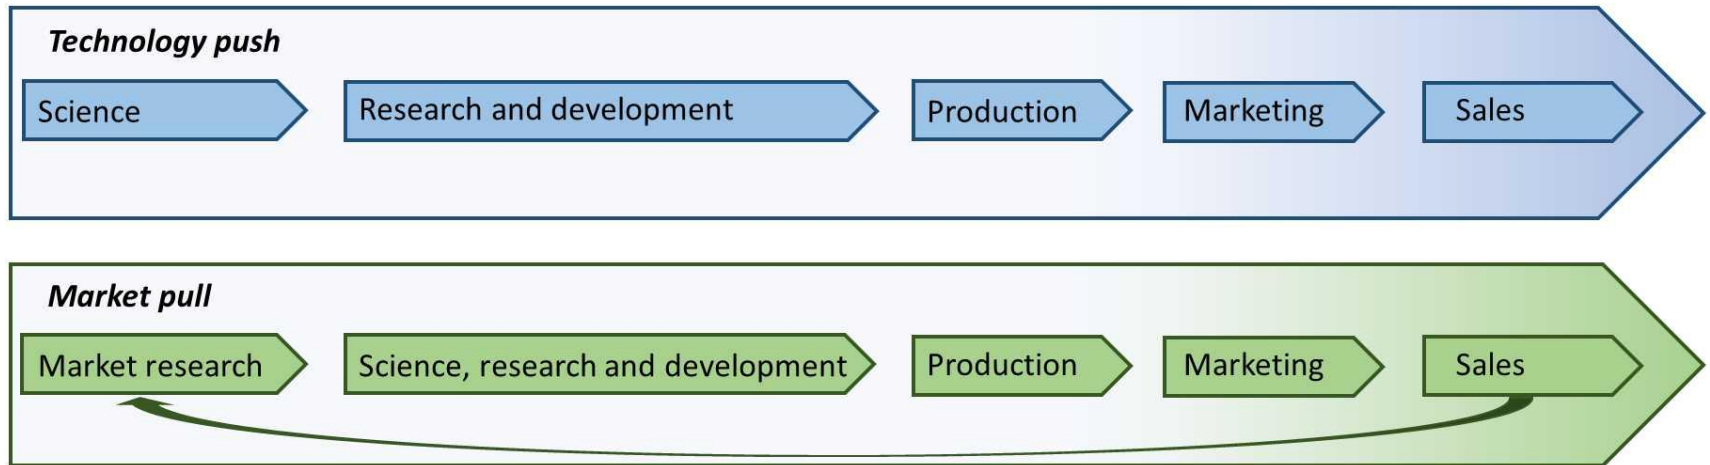 Technology push
Science
Research and development
Production
Marketing
Sales
Market pull
Market research
Science, research and development
Production
Marketing
Sales